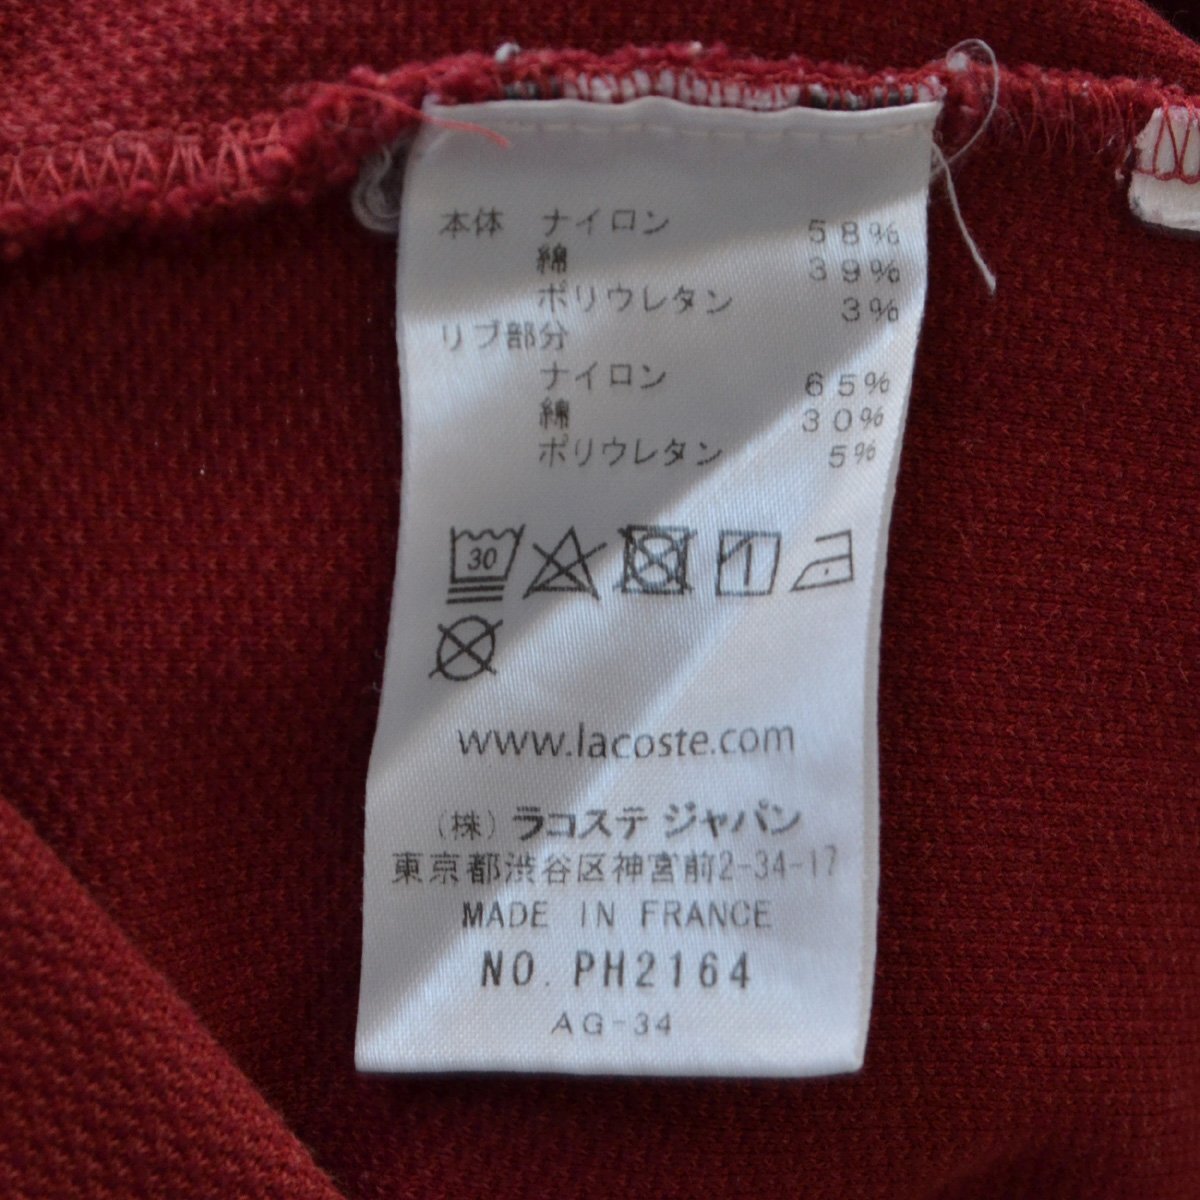 本体 ナイロン 58%
綿 39%
ポリウレタン 3%
リブ部分
ナイロン 65%
綿 30%
ポリウレタン 5%
30
www.lacoste.com
(株) ラコステ ジャパン
東京都渋谷区神宮前2-34-17
MADE IN FRANCE
NO. PH2164
AG-34